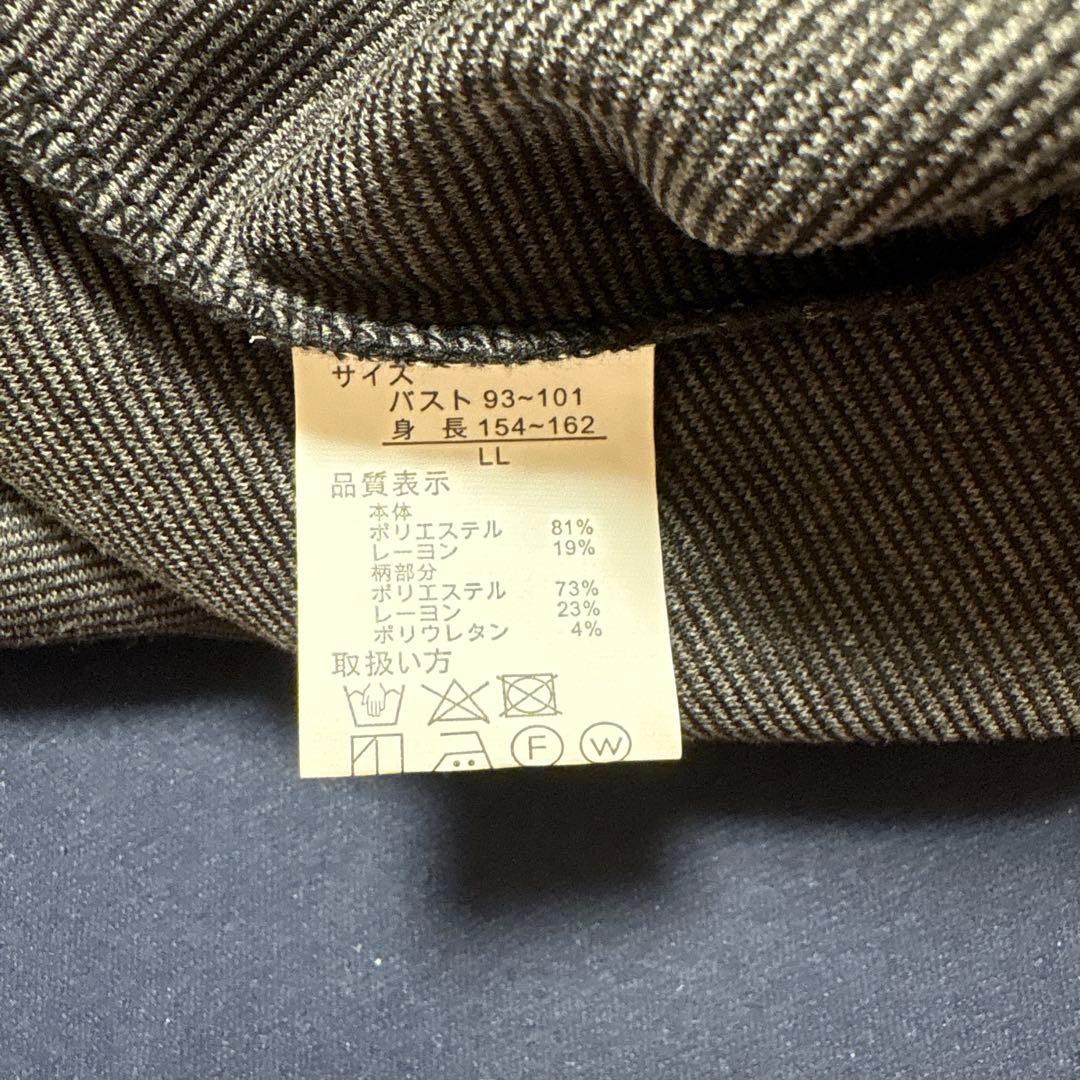 サイズ
バスト 93~101
身 長 154~162
LL
品質表示
本体
ポリエステル 81%
レーヨン 19%
柄部分
ポリエステル 73%
レーヨン 23%
ポリウレタン 4%
取扱い方
F W